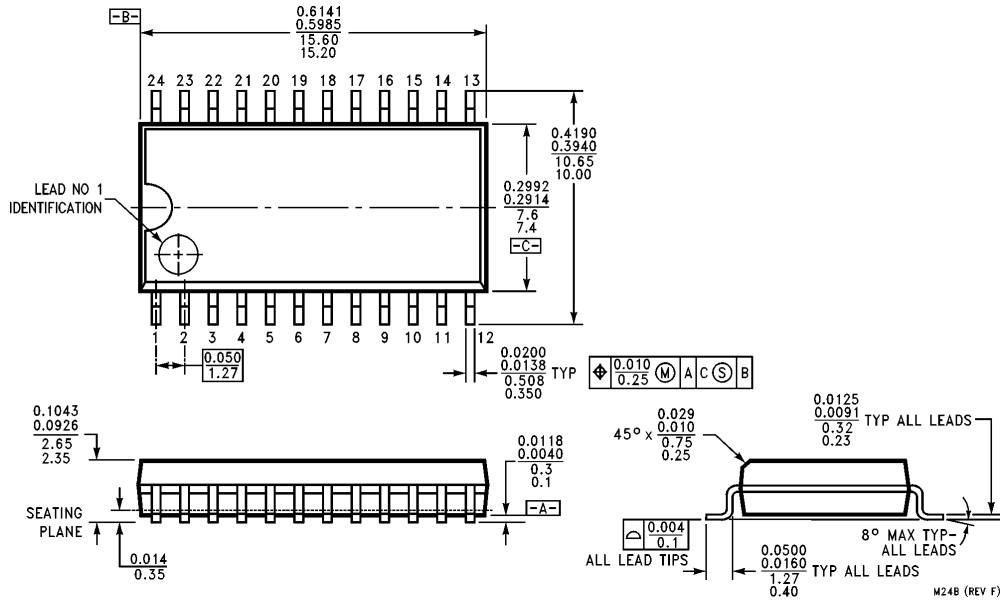 -B-
0.6141
0.5985
15.60
15.20
24 23 22 21 20 19 18 17 16 15 14 13
0.4190
0.3940
10.65
10.00
LEAD NO 1
IDENTIFICATION
0.2992
0.2914
7.6
7.4
-C-
1 2 3 4 5 6 7 8 9 10 11 12
0.050
1.27
0.0200
0.0138
0.508
0.350
TYP
⌖ 0.010 0.25 Ⓜ A C Ⓢ B
0.1043
0.0926
2.65
2.35
0.0118
0.0040
0.3
0.1
-A-
SEATING
PLANE
0.014
0.35
45° x
0.029
0.010
0.75
0.25
0.0125
0.0091
0.32
0.23
TYP ALL LEADS
0.004
0.1
ALL LEAD TIPS
8° MAX TYP-
ALL LEADS
0.0500
0.0160
1.27
0.40
TYP ALL LEADS
M24B (REV F)